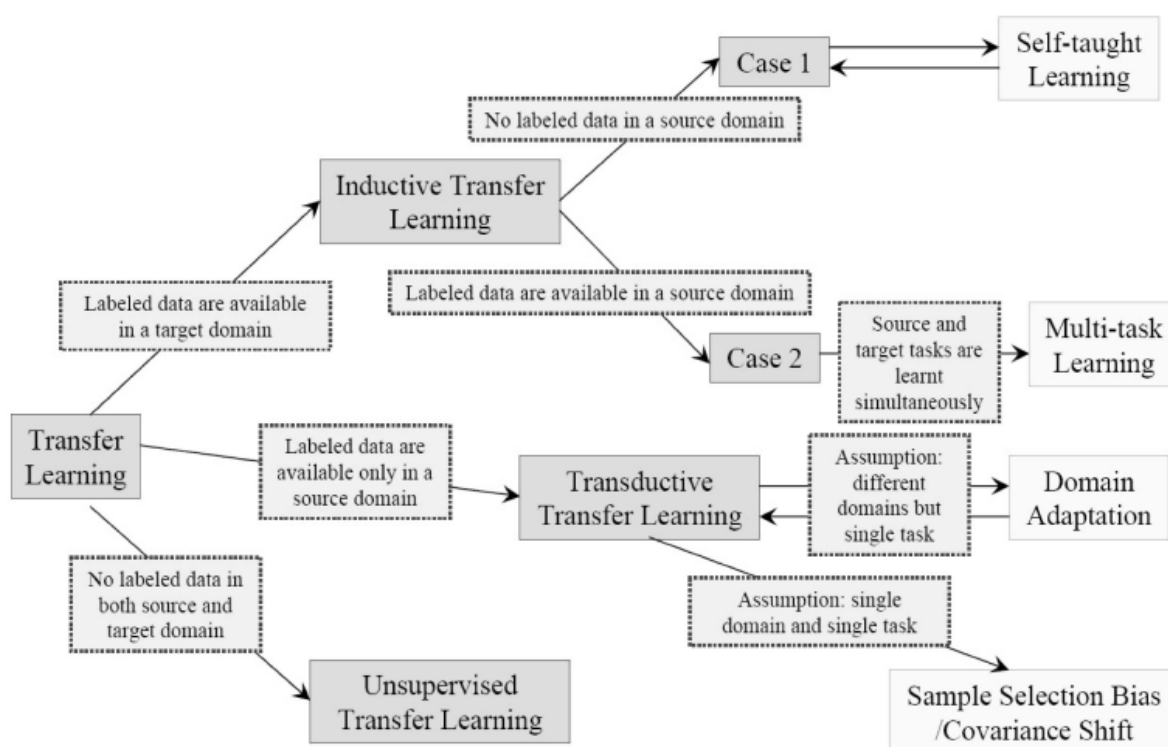 Case 1
Self-taught
Learning
No labeled data in a source domain
Inductive Transfer
Learning
Labeled data are available
in a target domain
Labeled data are available in a source domain
Case 2
Source and
target tasks are
learnt
simultaneously
Multi-task
Learning
Transfer
Learning
Labeled data are
available only in a
source domain
Transductive
Transfer Learning
Assumption:
different
domains but
single task
Domain
Adaptation
No labeled data in
both source and
target domain
Assumption: single
domain and single task
Unsupervised
Transfer Learning
Sample Selection Bias
/Covariance Shift